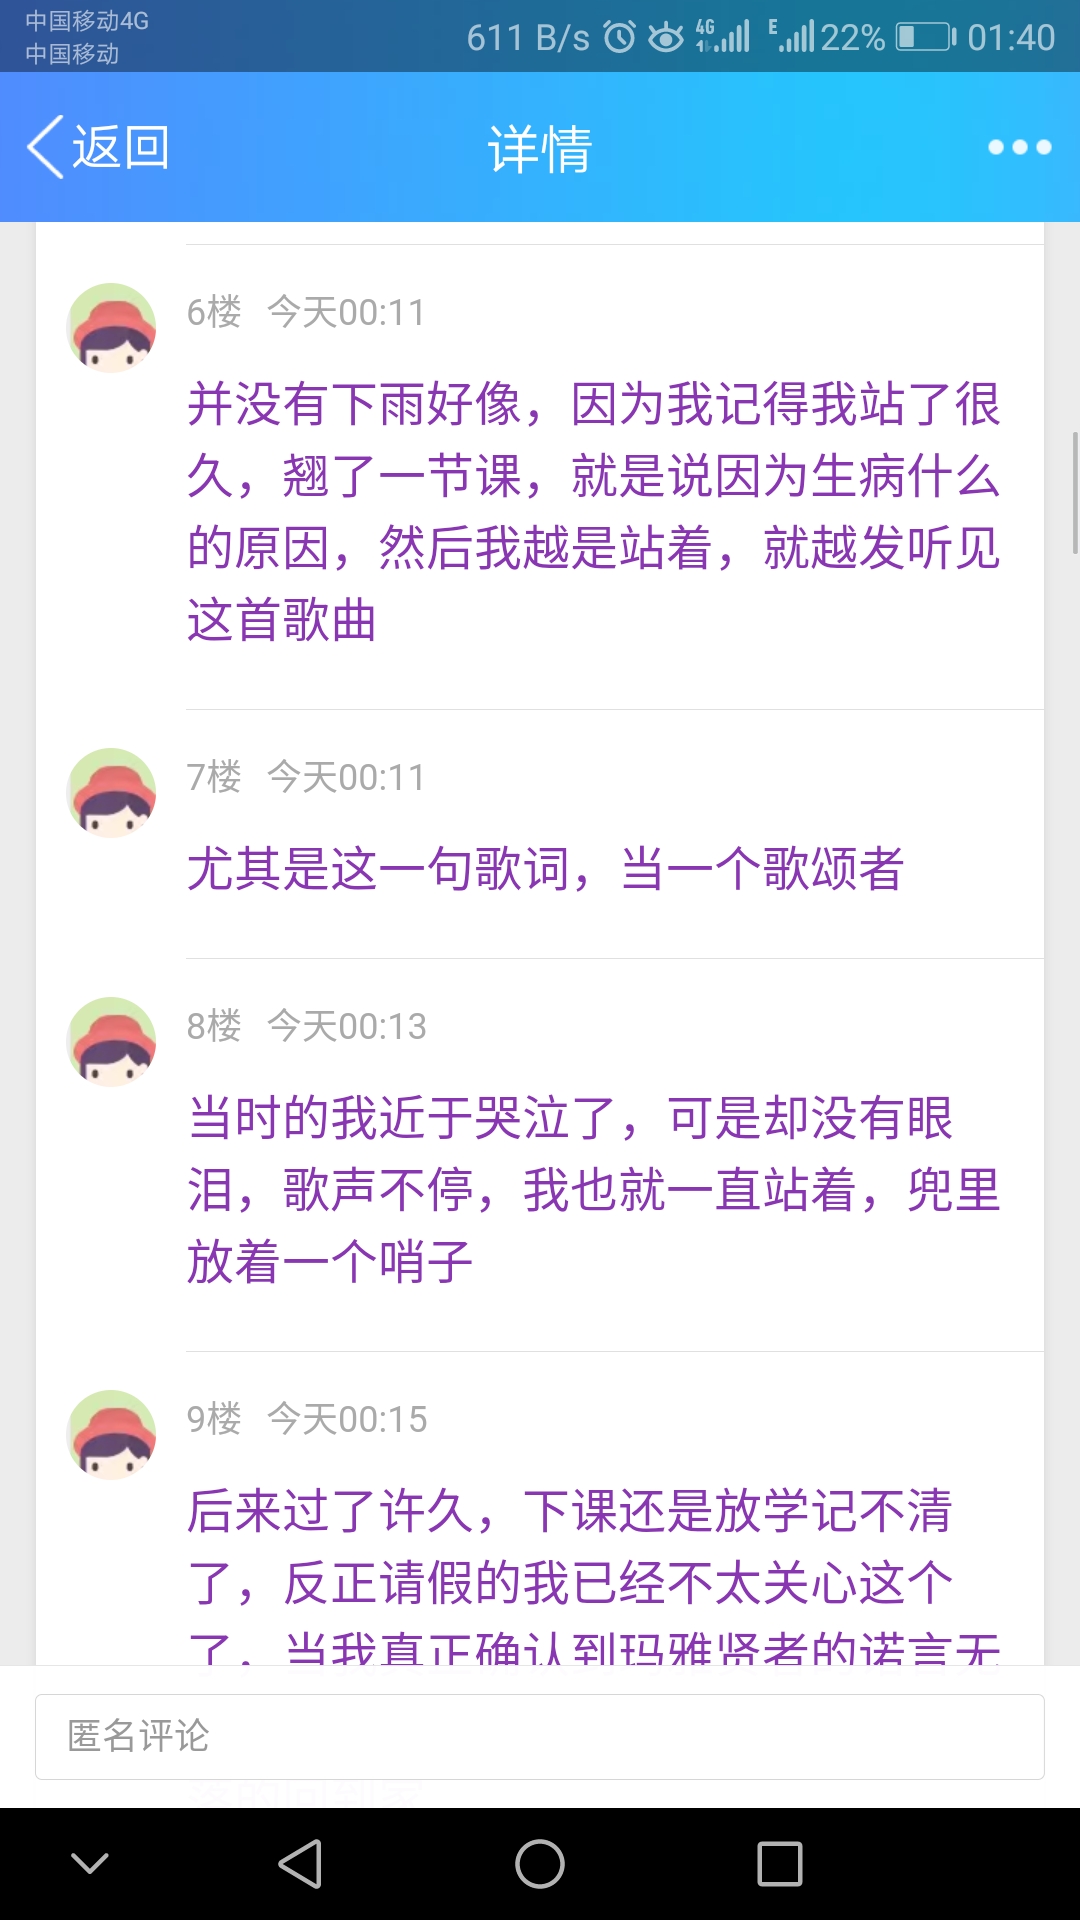 中国移动4G
中国移动
611 B/s 4G E 22% 01:40
返回 详情
6楼 今天00:11
并没有下雨好像，因为我记得我站了很
久，翘了一节课，就是说因为生病什么
的原因，然后我越是站着，就越发听见
这首歌曲
7楼 今天00:11
尤其是这一句歌词，当一个歌颂者
8楼 今天00:13
当时的我近于哭泣了，可是却没有眼
泪，歌声不停，我也就一直站着，兜里
放着一个哨子
9楼 今天00:15
后来过了许久，下课还是放学记不清
了，反正请假的我已经不太关心这个
了，当我真正确认到玛雅贤者的诺言无
匿名评论
落的回到家